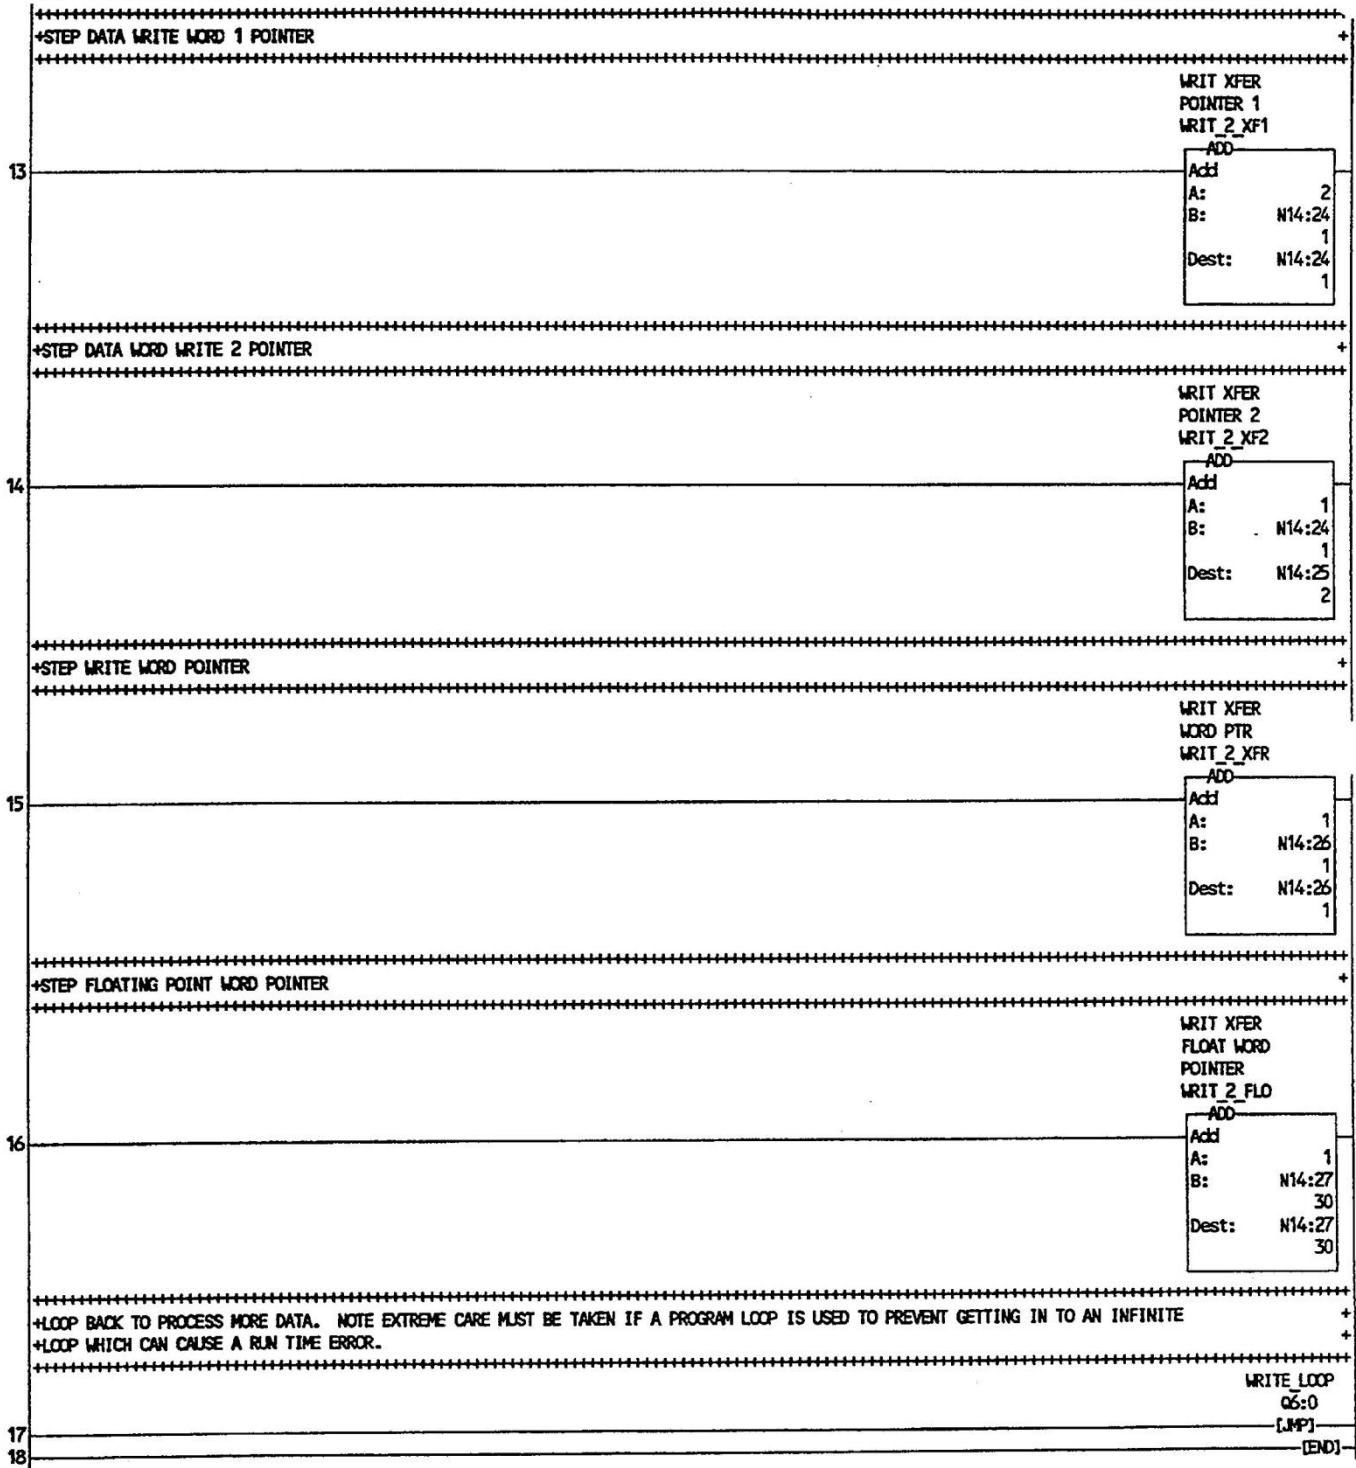 +STEP DATA WRITE WORD 1 POINTER +
WRIT XFER
POINTER 1
WRIT_2_XF1
ADD
13
Add
A: 2
B: N14:24
1
Dest: N14:24
1
+STEP DATA WORD WRITE 2 POINTER +
WRIT XFER
POINTER 2
WRIT_2_XF2
ADD
14
Add
A: 1
B: N14:24
1
Dest: N14:25
2
+STEP WRITE WORD POINTER +
WRIT XFER
WORD PTR
WRIT_2_XFR
ADD
15
Add
A: 1
B: N14:26
1
Dest: N14:26
1
+STEP FLOATING POINT WORD POINTER +
WRIT XFER
FLOAT WORD
POINTER
WRIT_2_FLO
ADD
16
Add
A: 1
B: N14:27
30
Dest: N14:27
30
+LOOP BACK TO PROCESS MORE DATA. NOTE EXTREME CARE MUST BE TAKEN IF A PROGRAM LOOP IS USED TO PREVENT GETTING IN TO AN INFINITE +
+LOOP WHICH CAN CAUSE A RUN TIME ERROR. +
WRITE_LOOP
Q6:0
17 [JMP]
18 [END]